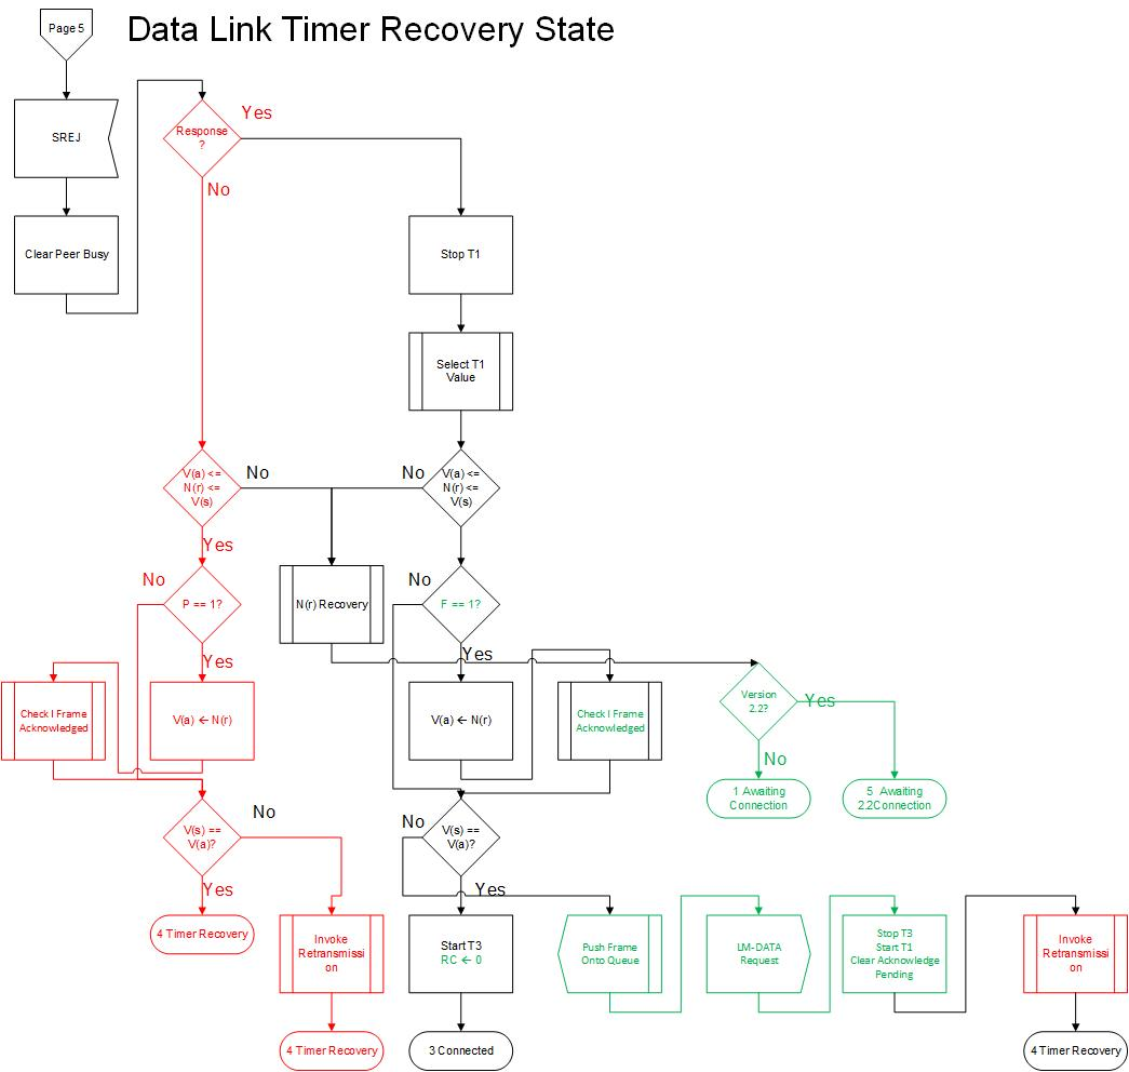 Page 5
Data Link Timer Recovery State
SREJ
Response
?
Yes
No
Clear Peer Busy
Stop T1
Select T1
Value
V(a) <=
N(r) <=
V(s)
No
No
V(a) <=
N(r) <=
V(s)
Yes
No
P == 1?
N(r) Recovery
No
F == 1?
Yes
Yes
Check I Frame
Acknowledged
V(a) ← N(r)
V(a) ← N(r)
Check I Frame
Acknowledged
Version
2.2?
Yes
No
1 Awaiting
Connection
5 Awaiting
2.2Connection
V(s) ==
V(a)?
No
No
V(s) ==
V(a)?
Yes
Yes
4 Timer Recovery
Invoke
Retransmissi
on
Start T3
RC ← 0
Push Frame
Onto Queue
LM-DATA
Request
Stop T3
Start T1
Clear Acknowledge
Pending
Invoke
Retransmissi
on
4 Timer Recovery
3 Connected
4 Timer Recovery